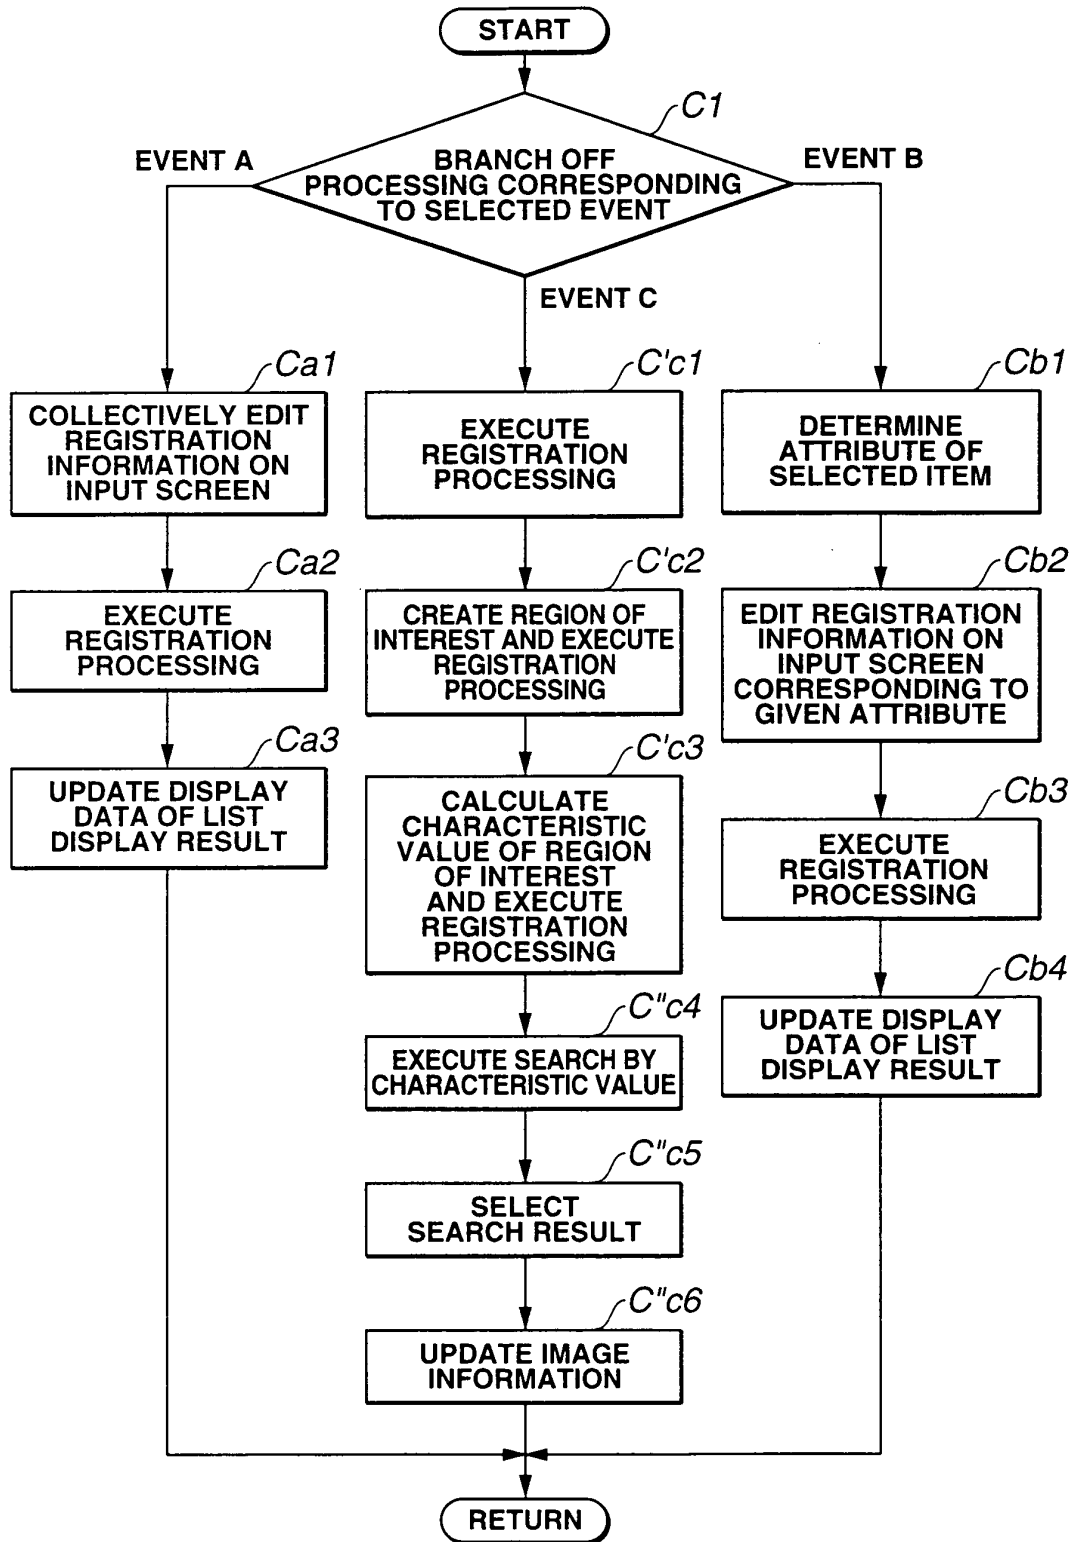 START
C1
EVENT A
EVENT B
BRANCH OFF
PROCESSING CORRESPONDING
TO SELECTED EVENT
EVENT C
Ca1
COLLECTIVELY EDIT
REGISTRATION
INFORMATION ON
INPUT SCREEN
Ca2
EXECUTE
REGISTRATION
PROCESSING
Ca3
UPDATE DISPLAY
DATA OF LIST
DISPLAY RESULT
C'c1
EXECUTE
REGISTRATION
PROCESSING
C'c2
CREATE REGION OF
INTEREST AND EXECUTE
REGISTRATION
PROCESSING
C'c3
CALCULATE
CHARACTERISTIC
VALUE OF REGION
OF INTEREST
AND EXECUTE
REGISTRATION
PROCESSING
C"c4
EXECUTE SEARCH BY
CHARACTERISTIC VALUE
C"c5
SELECT
SEARCH RESULT
C"c6
UPDATE IMAGE
INFORMATION
Cb1
DETERMINE
ATTRIBUTE OF
SELECTED ITEM
Cb2
EDIT REGISTRATION
INFORMATION ON
INPUT SCREEN
CORRESPONDING TO
GIVEN ATTRIBUTE
Cb3
EXECUTE
REGISTRATION
PROCESSING
Cb4
UPDATE DISPLAY
DATA OF LIST
DISPLAY RESULT
RETURN